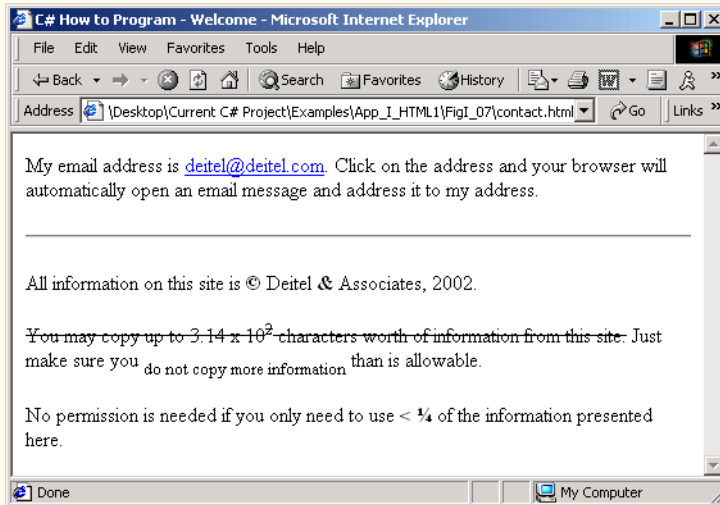 C# How to Program - Welcome - Microsoft Internet Explorer
File Edit View Favorites Tools Help
Back Search Favorites History »
Address \Desktop\Current C# Project\Examples\App_I_HTML1\FigI_07\contact.html Go Links »
My email address is deitel@deitel.com. Click on the address and your browser will
automatically open an email message and address it to my address.
All information on this site is © Deitel & Associates, 2002.
You may copy up to 3.14 x 10² characters worth of information from this site. Just
make sure you do not copy more information than is allowable.
No permission is needed if you only need to use < ¼ of the information presented
here.
Done My Computer